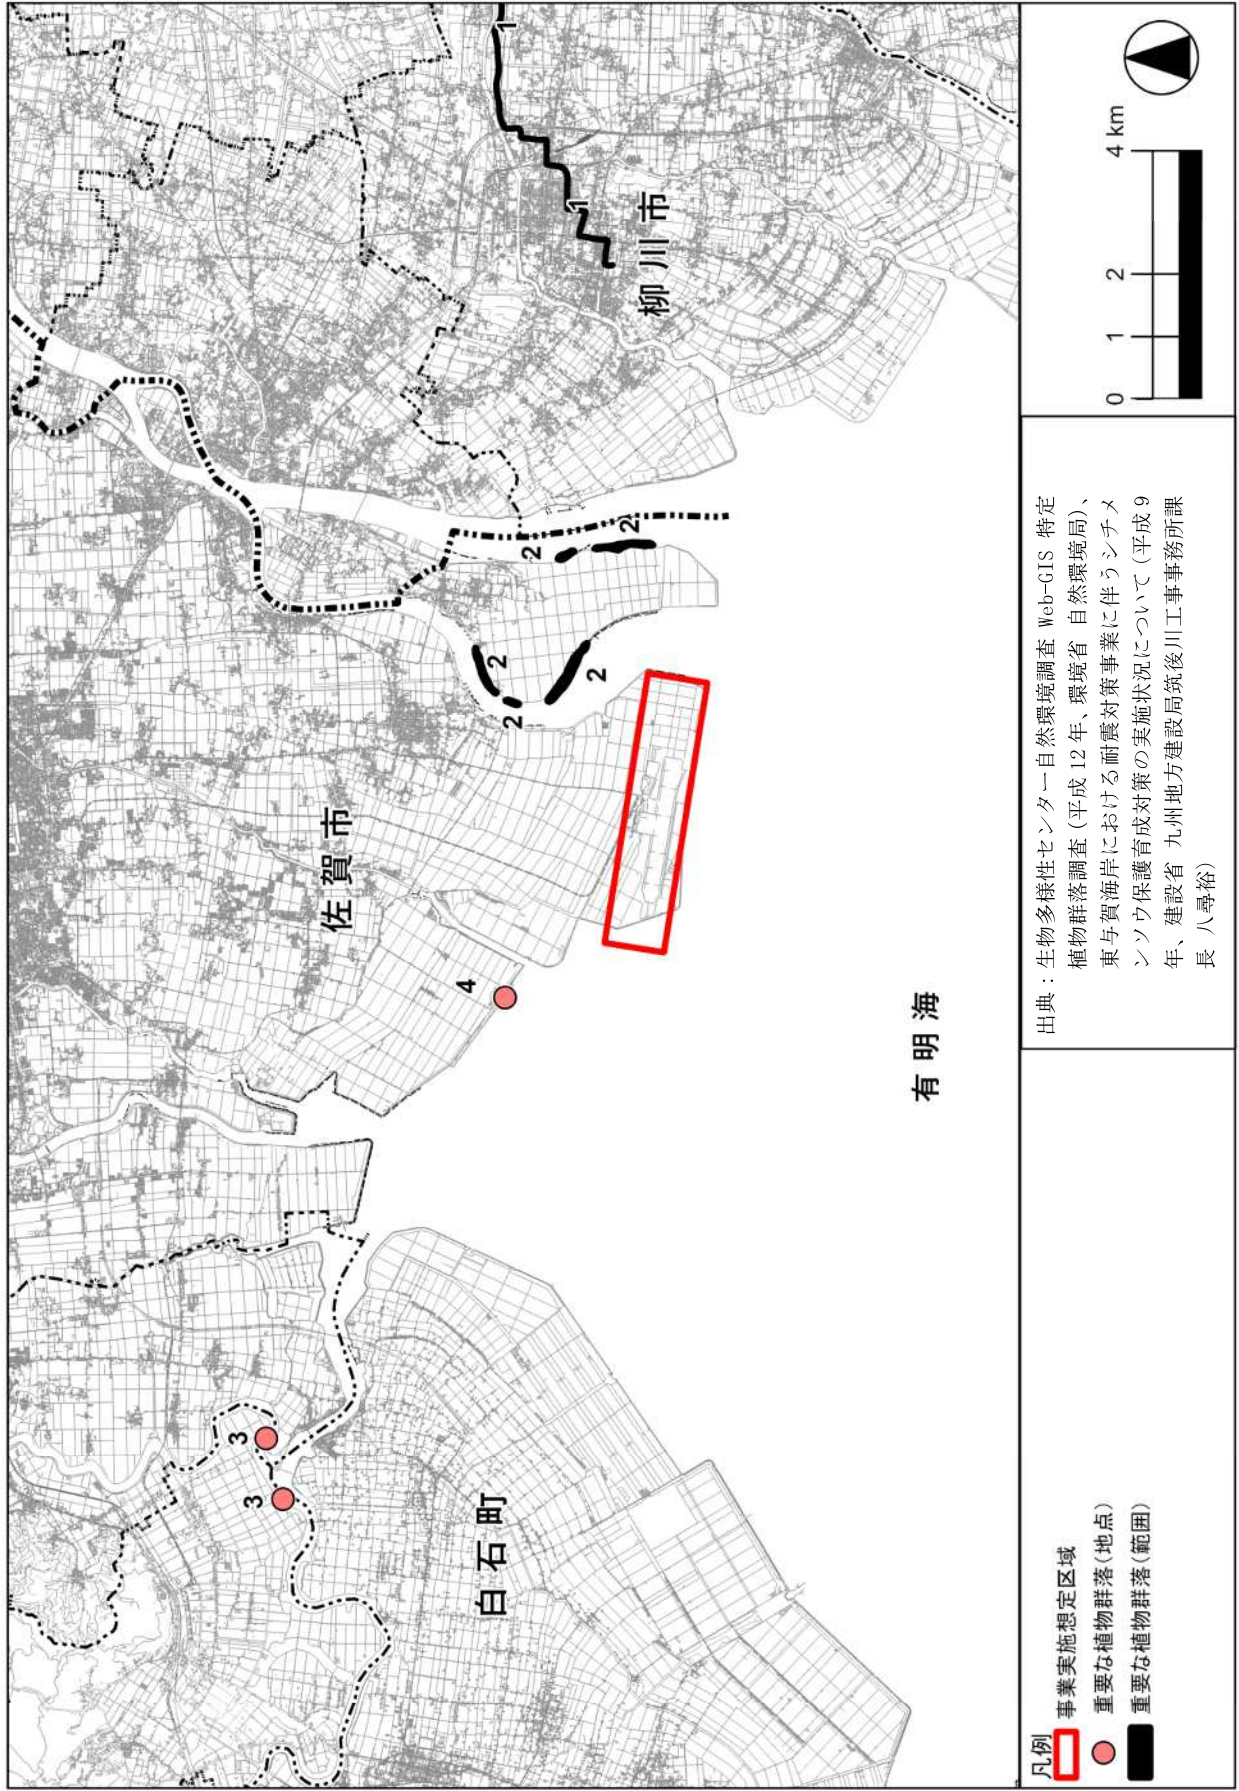 1
1
柳川市
2
2
2
2
2
佐賀市
4
有明海
3
3
白石町
凡例
事業実施想定区域
重要な植物群落(地点)
重要な植物群落(範囲)
出典：生物多様性センター自然環境調査 Web-GIS 特定
植物群落調査(平成12年、環境省 自然環境局)、
東与賀海岸における耐震対策事業に伴うシチメ
ンソウ保護育成対策の実施状況について(平成9
年、建設省 九州地方建設局筑後川工事事務所課
長 八尋裕)
0 1 2 4 km